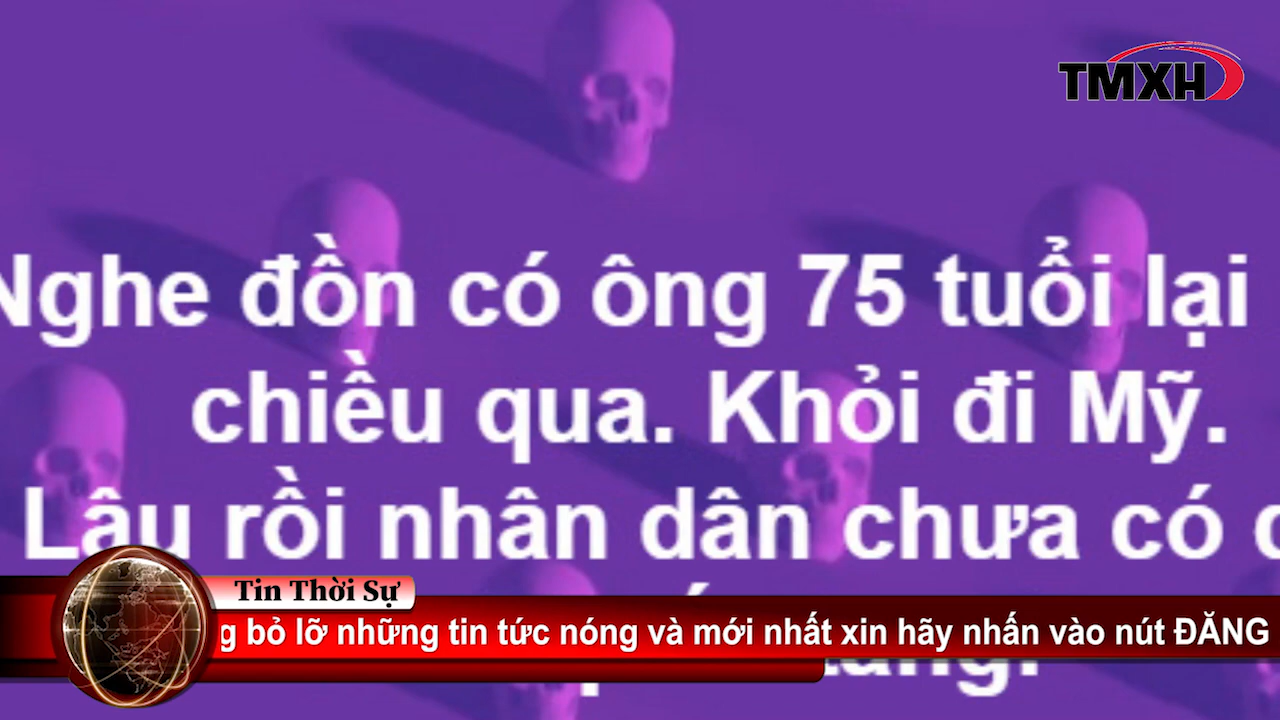 TMXH
Nghe đồn có ông 75 tuổi lại
chiều qua. Khỏi đi Mỹ.
Lâu rồi nhân dân chưa có
Tin Thời Sự
bỏ lỡ những tin tức nóng và mới nhất xin hãy nhấn vào nút ĐĂNG